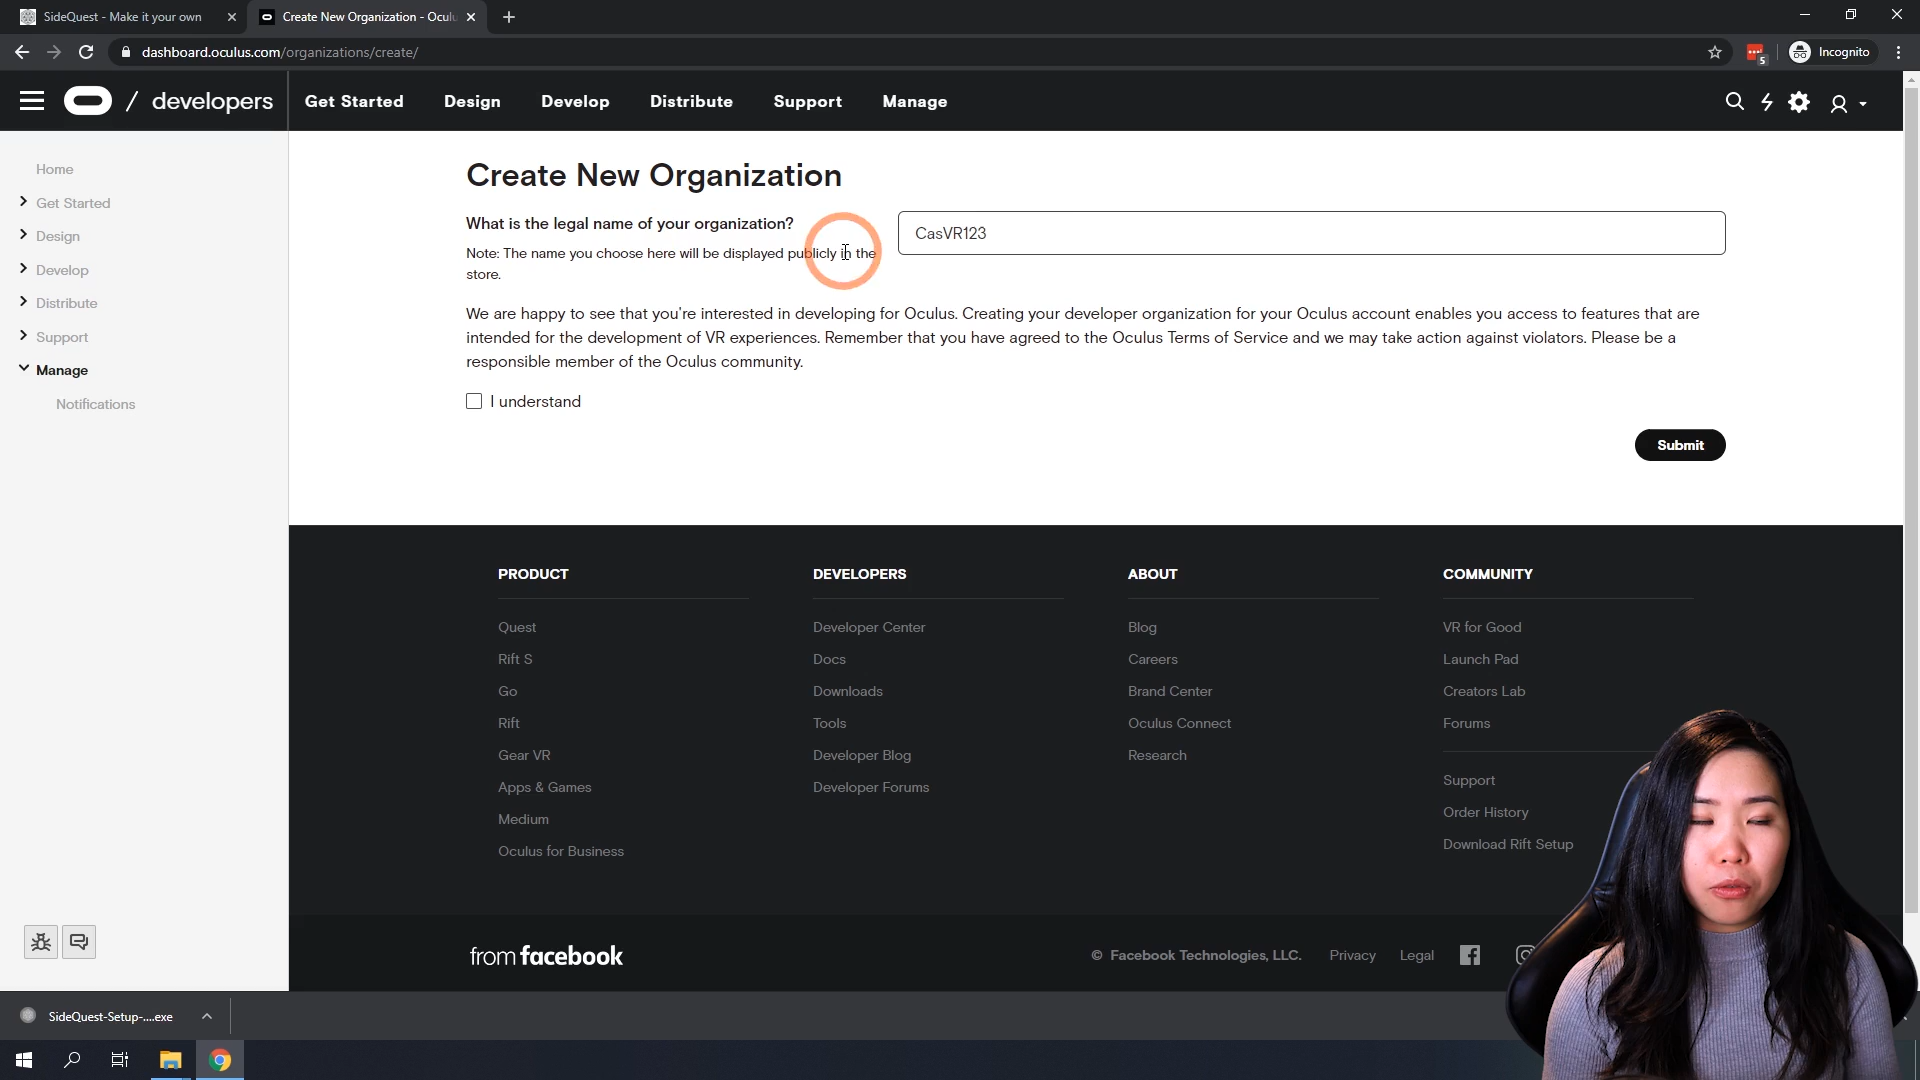 SideQuest - Make it your own
Create New Organization - Ocul
dashboard.oculus.com/organizations/create/
5
Incognito
/ developers
Get Started
Design
Develop
Distribute
Support
Manage
Home
Get Started
Design
Develop
Distribute
Support
Manage
Notifications
Create New Organization
What is the legal name of your organization?
CasVR123
Note: The name you choose here will be displayed publicly in the
store.
We are happy to see that you're interested in developing for Oculus. Creating your developer organization for your Oculus account enables you access to features that are
intended for the development of VR experiences. Remember that you have agreed to the Oculus Terms of Service and we may take action against violators. Please be a
responsible member of the Oculus community.
I understand
Submit
PRODUCT
Quest
Rift S
Go
Rift
Gear VR
Apps & Games
Medium
Oculus for Business
DEVELOPERS
Developer Center
Docs
Downloads
Tools
Developer Blog
Developer Forums
ABOUT
Blog
Careers
Brand Center
Oculus Connect
Research
COMMUNITY
VR for Good
Launch Pad
Creators Lab
Forums
Support
Order History
Download Rift Setup
from facebook
© Facebook Technologies, LLC.
Privacy
Legal
SideQuest-Setup-....exe